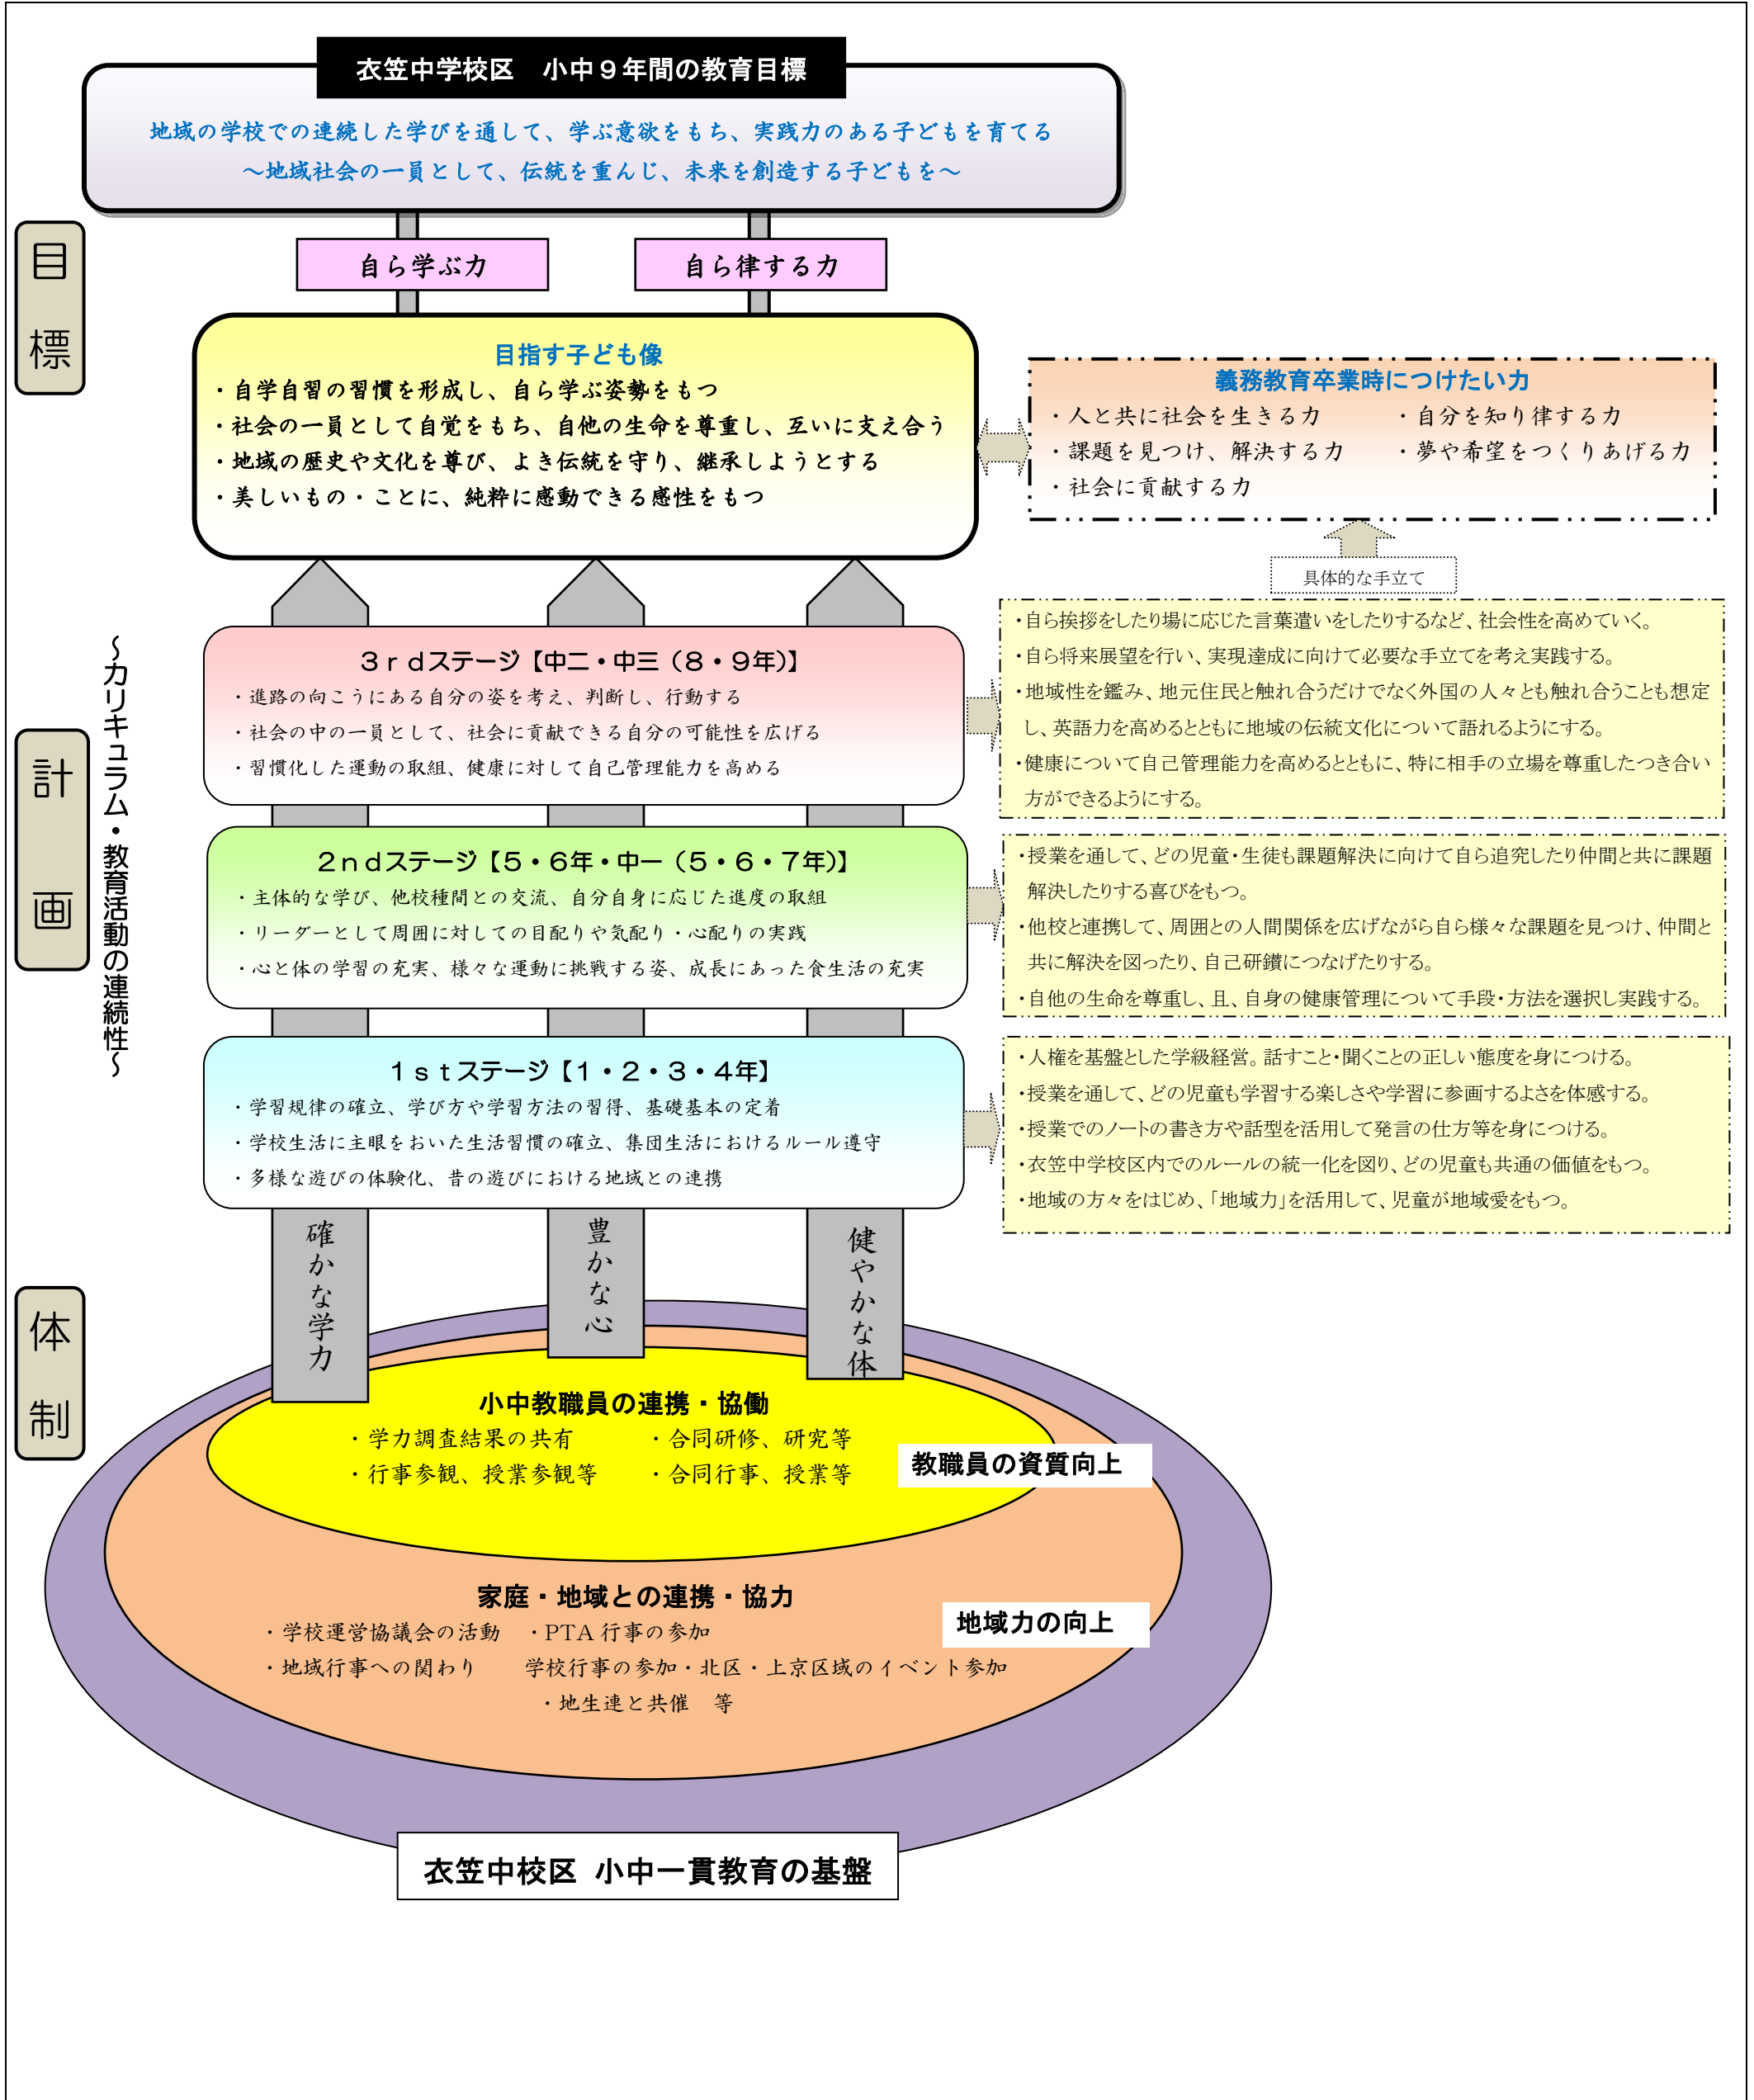 衣笠中学校区　小中９年間の教育目標
地域の学校での連続した学びを通して、学ぶ意欲をもち、実践力のある子どもを育てる
～地域社会の一員として、伝統を重んじ、未来を創造する子どもを～
目標
自ら学ぶ力
自ら律する力
目指す子ども像
・自学自習の習慣を形成し、自ら学ぶ姿勢をもつ
・社会の一員として自覚をもち、自他の生命を尊重し、互いに支え合う
・地域の歴史や文化を尊び、よき伝統を守り、継承しようとする
・美しいもの・ことに、純粋に感動できる感性をもつ
義務教育卒業時につけたい力
・人と共に社会を生きる力　・自分を知り律する力
・課題を見つけ、解決する力　・夢や希望をつくりあげる力
・社会に貢献する力
具体的な手立て
計画
～カリキュラム・教育活動の連続性～
３ｒｄステージ【中二・中三（８・９年）】
・進路の向こうにある自分の姿を考え、判断し、行動する
・社会の中の一員として、社会に貢献できる自分の可能性を広げる
・習慣化した運動の取組、健康に対して自己管理能力を高める
・自ら挨拶をしたり場に応じた言葉遣いをしたりするなど、社会性を高めていく。
・自ら将来展望を行い、実現達成に向けて必要な手立てを考え実践する。
・地域性を鑑み、地元住民と触れ合うだけでなく外国の人々とも触れ合うことも想定
し、英語力を高めるとともに地域の伝統文化について語れるようにする。
・健康について自己管理能力を高めるとともに、特に相手の立場を尊重したつき合い
方ができるようにする。
２ｎｄステージ【５・６年・中一（５・６・７年）】
・主体的な学び、他校種間との交流、自分自身に応じた進度の取組
・リーダーとして周囲に対しての目配りや気配り・心配りの実践
・心と体の学習の充実、様々な運動に挑戦する姿、成長にあった食生活の充実
・授業を通して、どの児童・生徒も課題解決に向けて自ら追究したり仲間と共に課題
解決したりする喜びをもつ。
・他校と連携して、周囲との人間関係を広げながら自ら様々な課題を見つけ、仲間と
共に解決を図ったり、自己研鑽につなげたりする。
・自他の生命を尊重し、且、自身の健康管理について手段・方法を選択し実践する。
１ｓｔステージ【１・２・３・４年】
・学習規律の確立、学び方や学習方法の習得、基礎基本の定着
・学校生活に主眼をおいた生活習慣の確立、集団生活におけるルール遵守
・多様な遊びの体験化、昔の遊びにおける地域との連携
・人権を基盤とした学級経営。話すこと・聞くことの正しい態度を身につける。
・授業を通して、どの児童も学習する楽しさや学習に参画するよさを体感する。
・授業でのノートの書き方や話型を活用して発言の仕方等を身につける。
・衣笠中学校区内でのルールの統一化を図り、どの児童も共通の価値をもつ。
・地域の方々をはじめ、「地域力」を活用して、児童が地域愛をもつ。
確かな学力
豊かな心
健やかな体
体制
小中教職員の連携・協働
・学力調査結果の共有　・合同研修、研究等
・行事参観、授業参観等　・合同行事、授業等
教職員の資質向上
家庭・地域との連携・協力
・学校運営協議会の活動　・PTA 行事の参加
・地域行事への関わり　学校行事の参加・北区・上京区域のイベント参加
・地生連と共催　等
地域力の向上
衣笠中校区 小中一貫教育の基盤